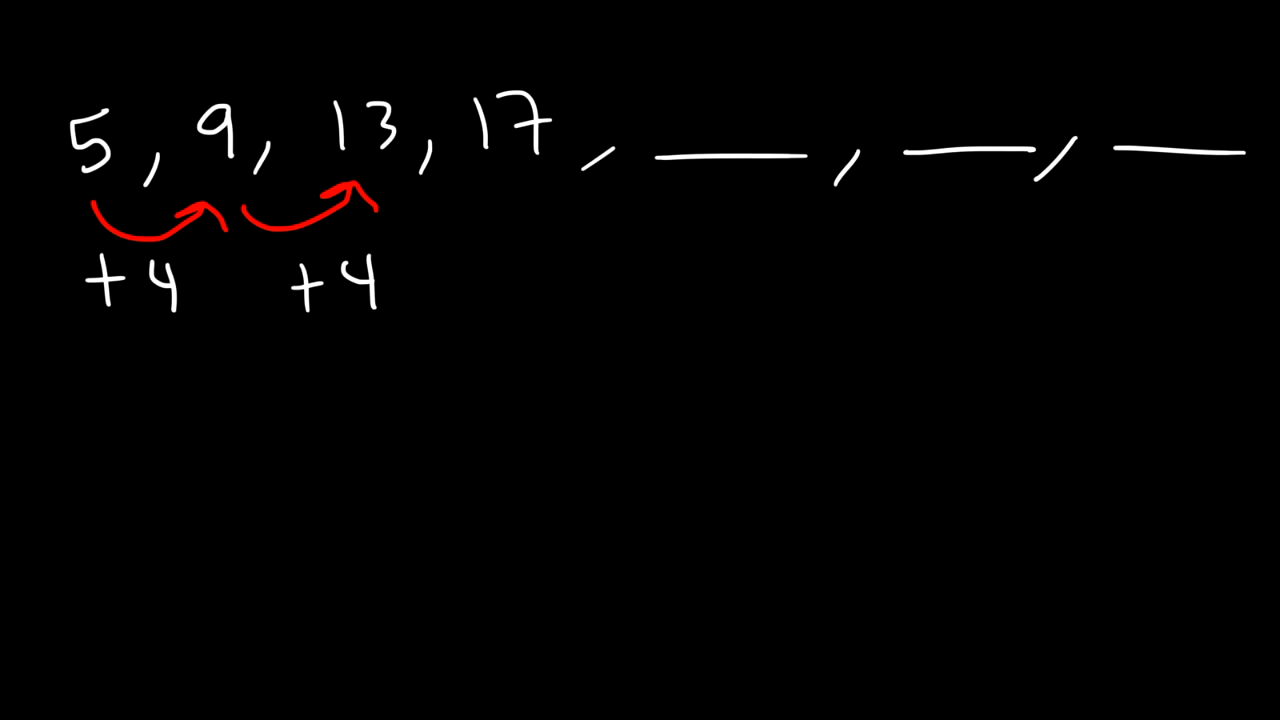 5, 9, 13, 17, ___, ___, ___
+4 +4